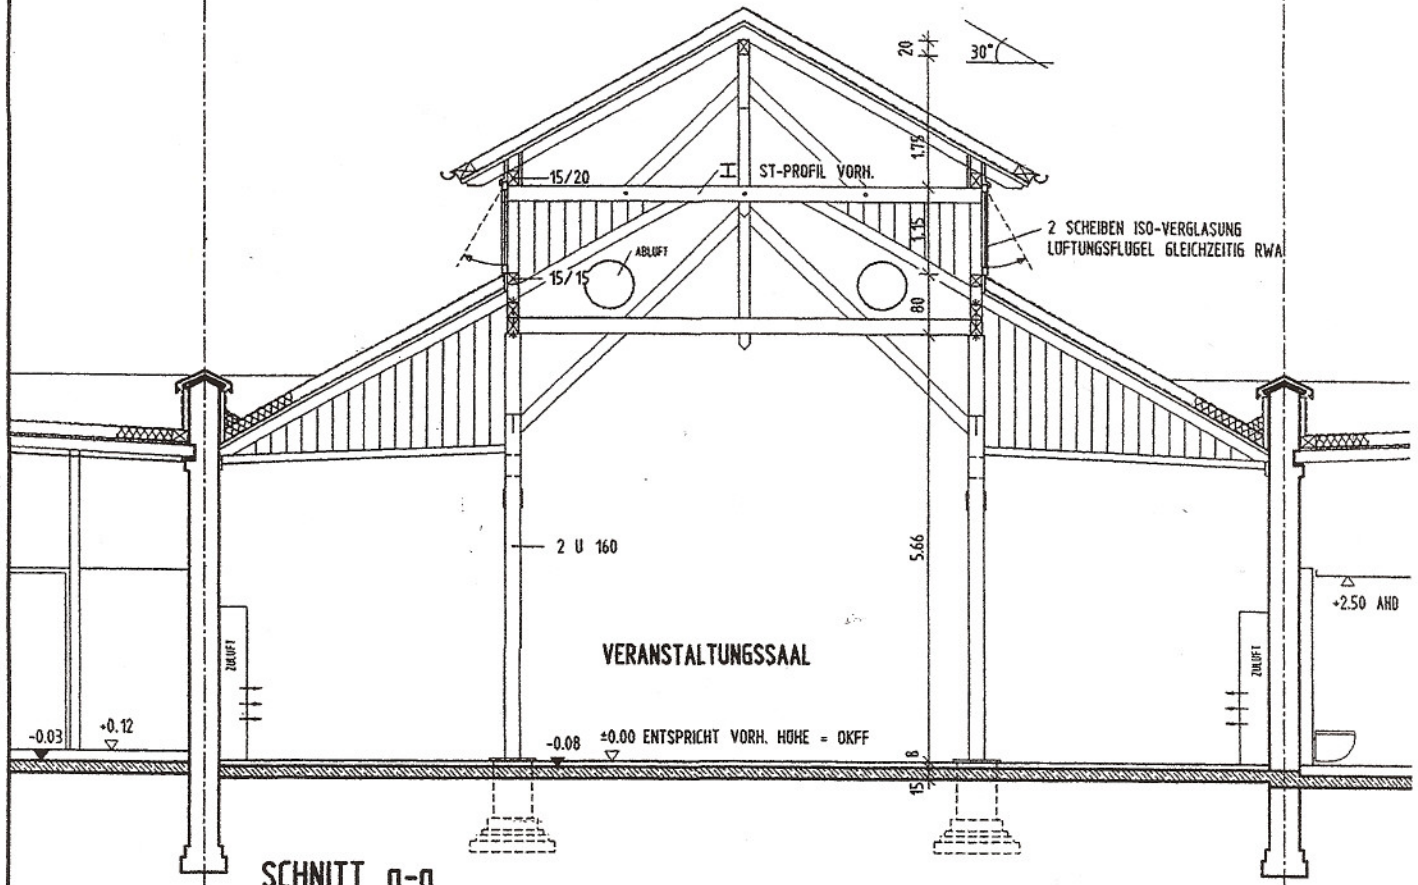 20
30°
1.79
15/20
I ST-PROFIL VORH.
1.15
2 SCHEIBEN ISO-VERGLASUNG
LÜFTUNGSFLÜGEL GLEICHZEITIG RWA
ABLUFT
15/15
80
5.66
2 U 160
+2.50 AHD
VERANSTALTUNGSSAAL
ZULUFT
ZULUFT
-0.03
+0.12
-0.08
±0.00 ENTSPRICHT VORH. HÖHE = OKFF
8
15
SCHNITT a-a